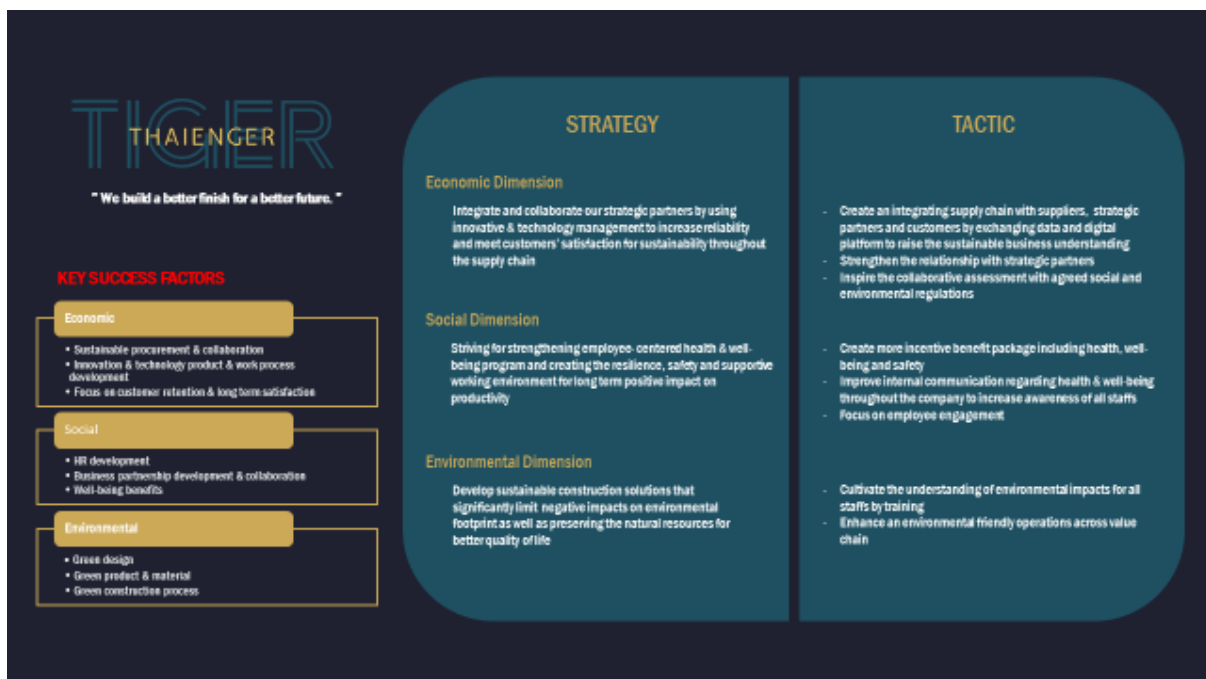 TIGER
THAIENGER
" We build a better finish for a better future. "
KEY SUCCESS FACTORS
Economic
• Sustainable procurement & collaboration
• Innovation & technology product & work process
development
• Focus on customer retention & long term satisfaction
Social
• HR development
• Business partnership development & collaboration
• Well-being benefits
Environmental
• Green design
• Green product & material
• Green construction process
STRATEGY
Economic Dimension
Integrate and collaborate our strategic partners by using
innovative & technology management to increase reliability
and meet customers' satisfaction for sustainability throughout
the supply chain
Social Dimension
Striving for strengthening employee- centered health & well-
being program and creating the resilience, safety and supportive
working environment for long term positive impact on
productivity
Environmental Dimension
Develop sustainable construction solutions that
significantly limit negative impacts on environmental
footprint as well as preserving the natural resources for
better quality of life
TACTIC
- Create an integrating supply chain with suppliers, strategic
partners and customers by exchanging data and digital
platform to raise the sustainable business understanding
- Strengthen the relationship with strategic partners
- Inspire the collaborative assessment with agreed social and
environmental regulations
- Create more incentive benefit package including health, well-
being and safety
- Improve internal communication regarding health & well-being
throughout the company to increase awareness of all staffs
- Focus on employee engagement
- Cultivate the understanding of environmental impacts for all
staffs by training
- Enhance an environmental friendly operations across value
chain